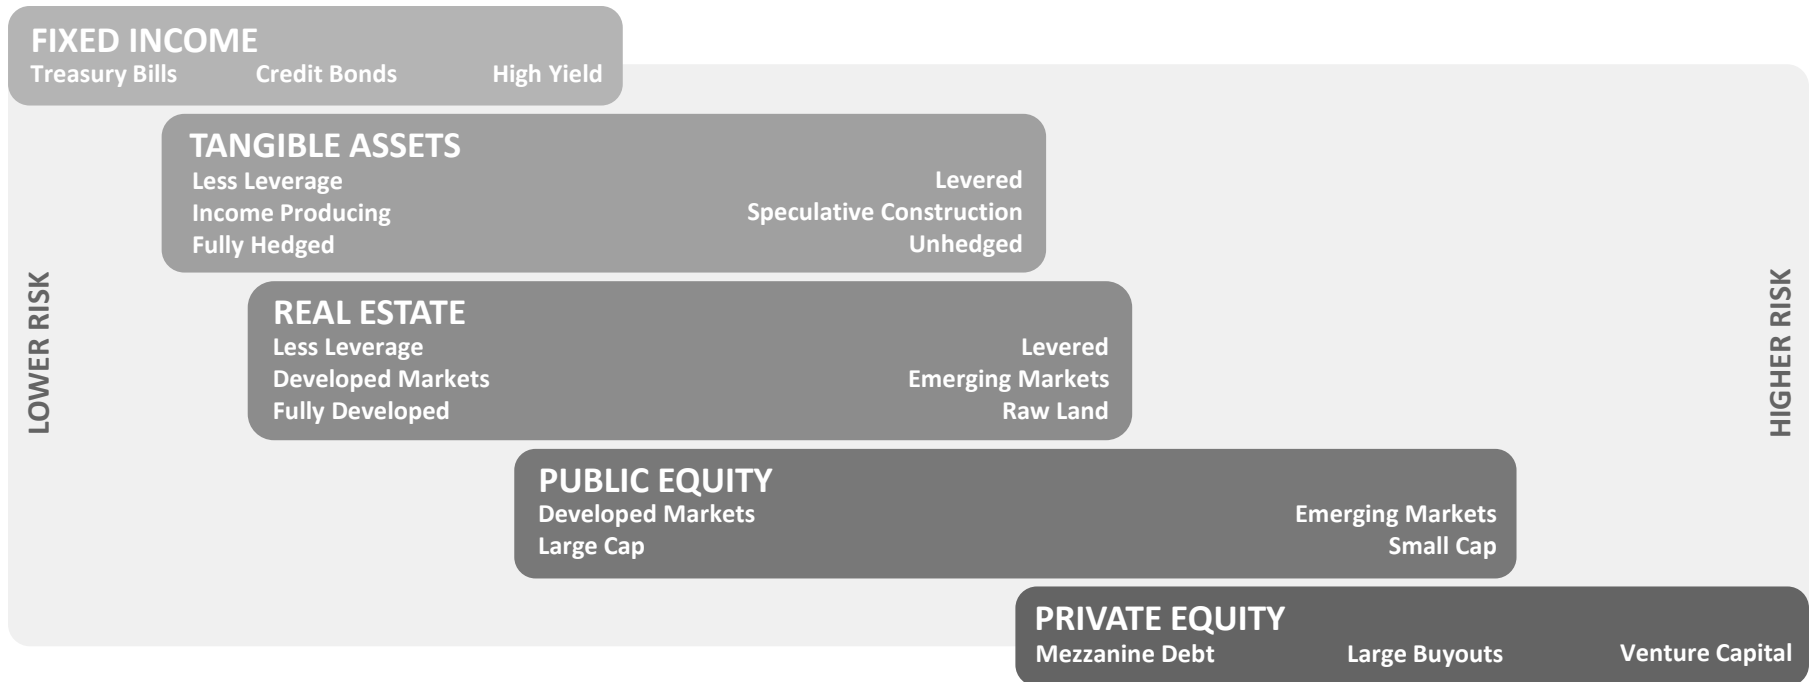 FIXED INCOME
Treasury Bills Credit Bonds High Yield
TANGIBLE ASSETS
Less Leverage Levered
Income Producing Speculative Construction
Fully Hedged Unhedged
LOWER RISK
REAL ESTATE
Less Leverage Levered
Developed Markets Emerging Markets
Fully Developed Raw Land
HIGHER RISK
PUBLIC EQUITY
Developed Markets Emerging Markets
Large Cap Small Cap
PRIVATE EQUITY
Mezzanine Debt Large Buyouts Venture Capital